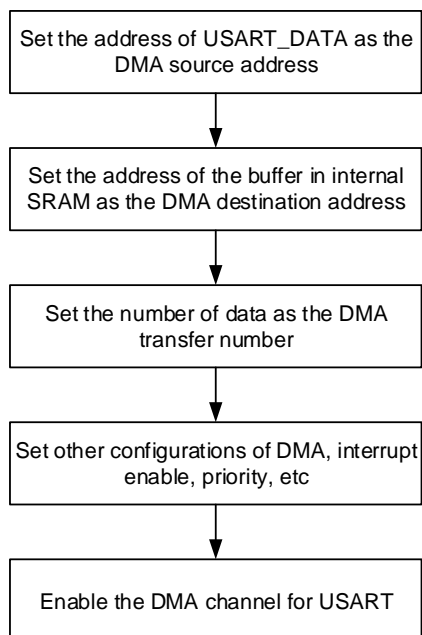 Set the address of USART_DATA as the
DMA source address
Set the address of the buffer in internal
SRAM as the DMA destination address
Set the number of data as the DMA
transfer number
Set other configurations of DMA, interrupt
enable, priority, etc
Enable the DMA channel for USART